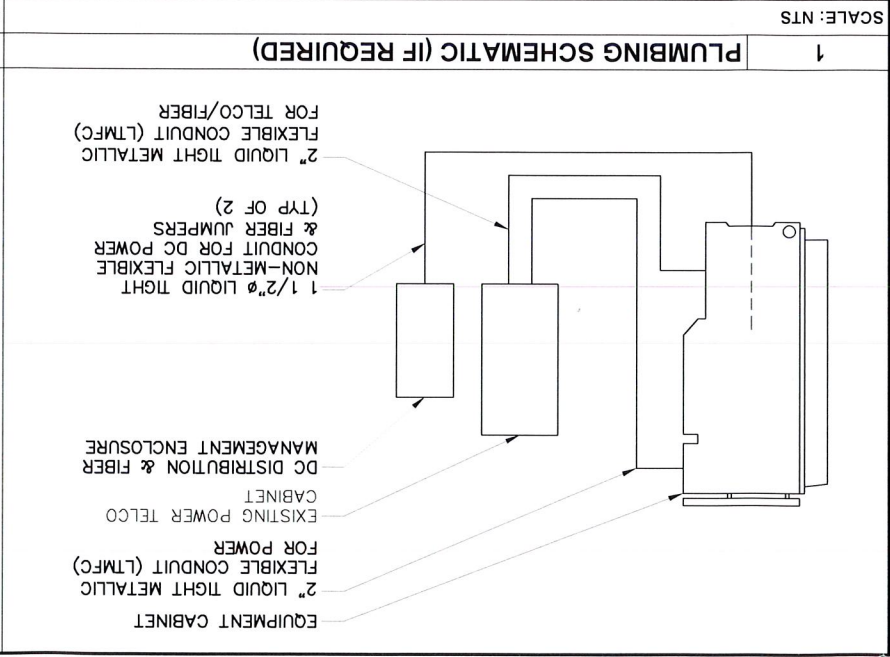 EQUIPMENT CABINET
2" LIQUID TIGHT METALLIC
FLEXIBLE CONDUIT (LTMFC)
FOR POWER
EXISTING POWER TELCO
CABINET
DC DISTRIBUTION & FIBER
MANAGEMENT ENCLOSURE
1 1/2"ø LIQUID TIGHT
NON-METALLIC FLEXIBLE
CONDUIT FOR DC POWER
& FIBER JUMPERS
(TYP OF 2)
2" LIQUID TIGHT METALLIC
FLEXIBLE CONDUIT (LTMFC)
FOR TELCO/FIBER
PLUMBING SCHEMATIC (IF REQUIRED) 1
SCALE: NTS